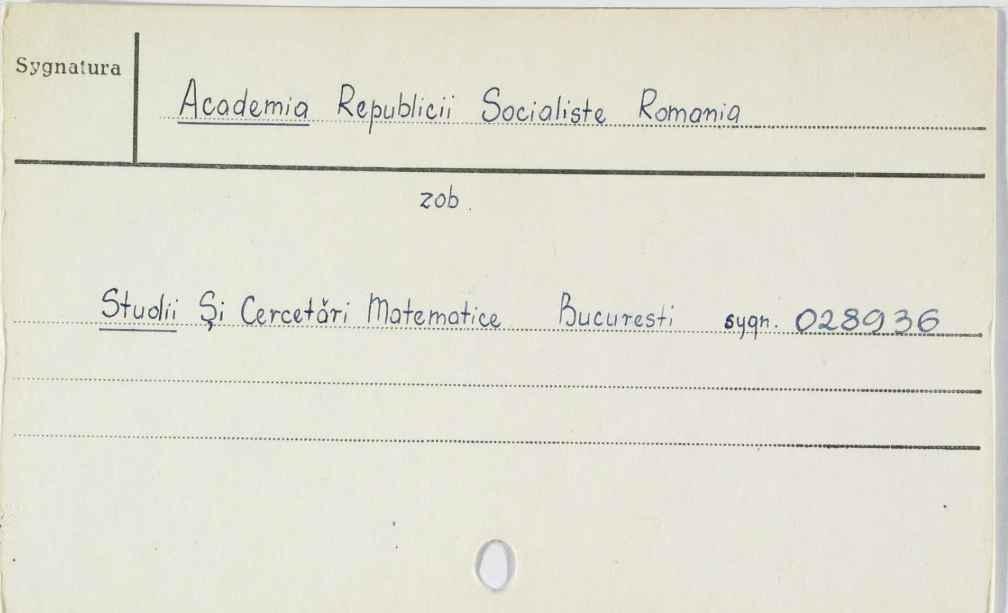 Sygnatura
Academia Republicii Socialiste Romania
zob.
Studii Şi Cercetări Matematice Bucuresti sygn. 028936